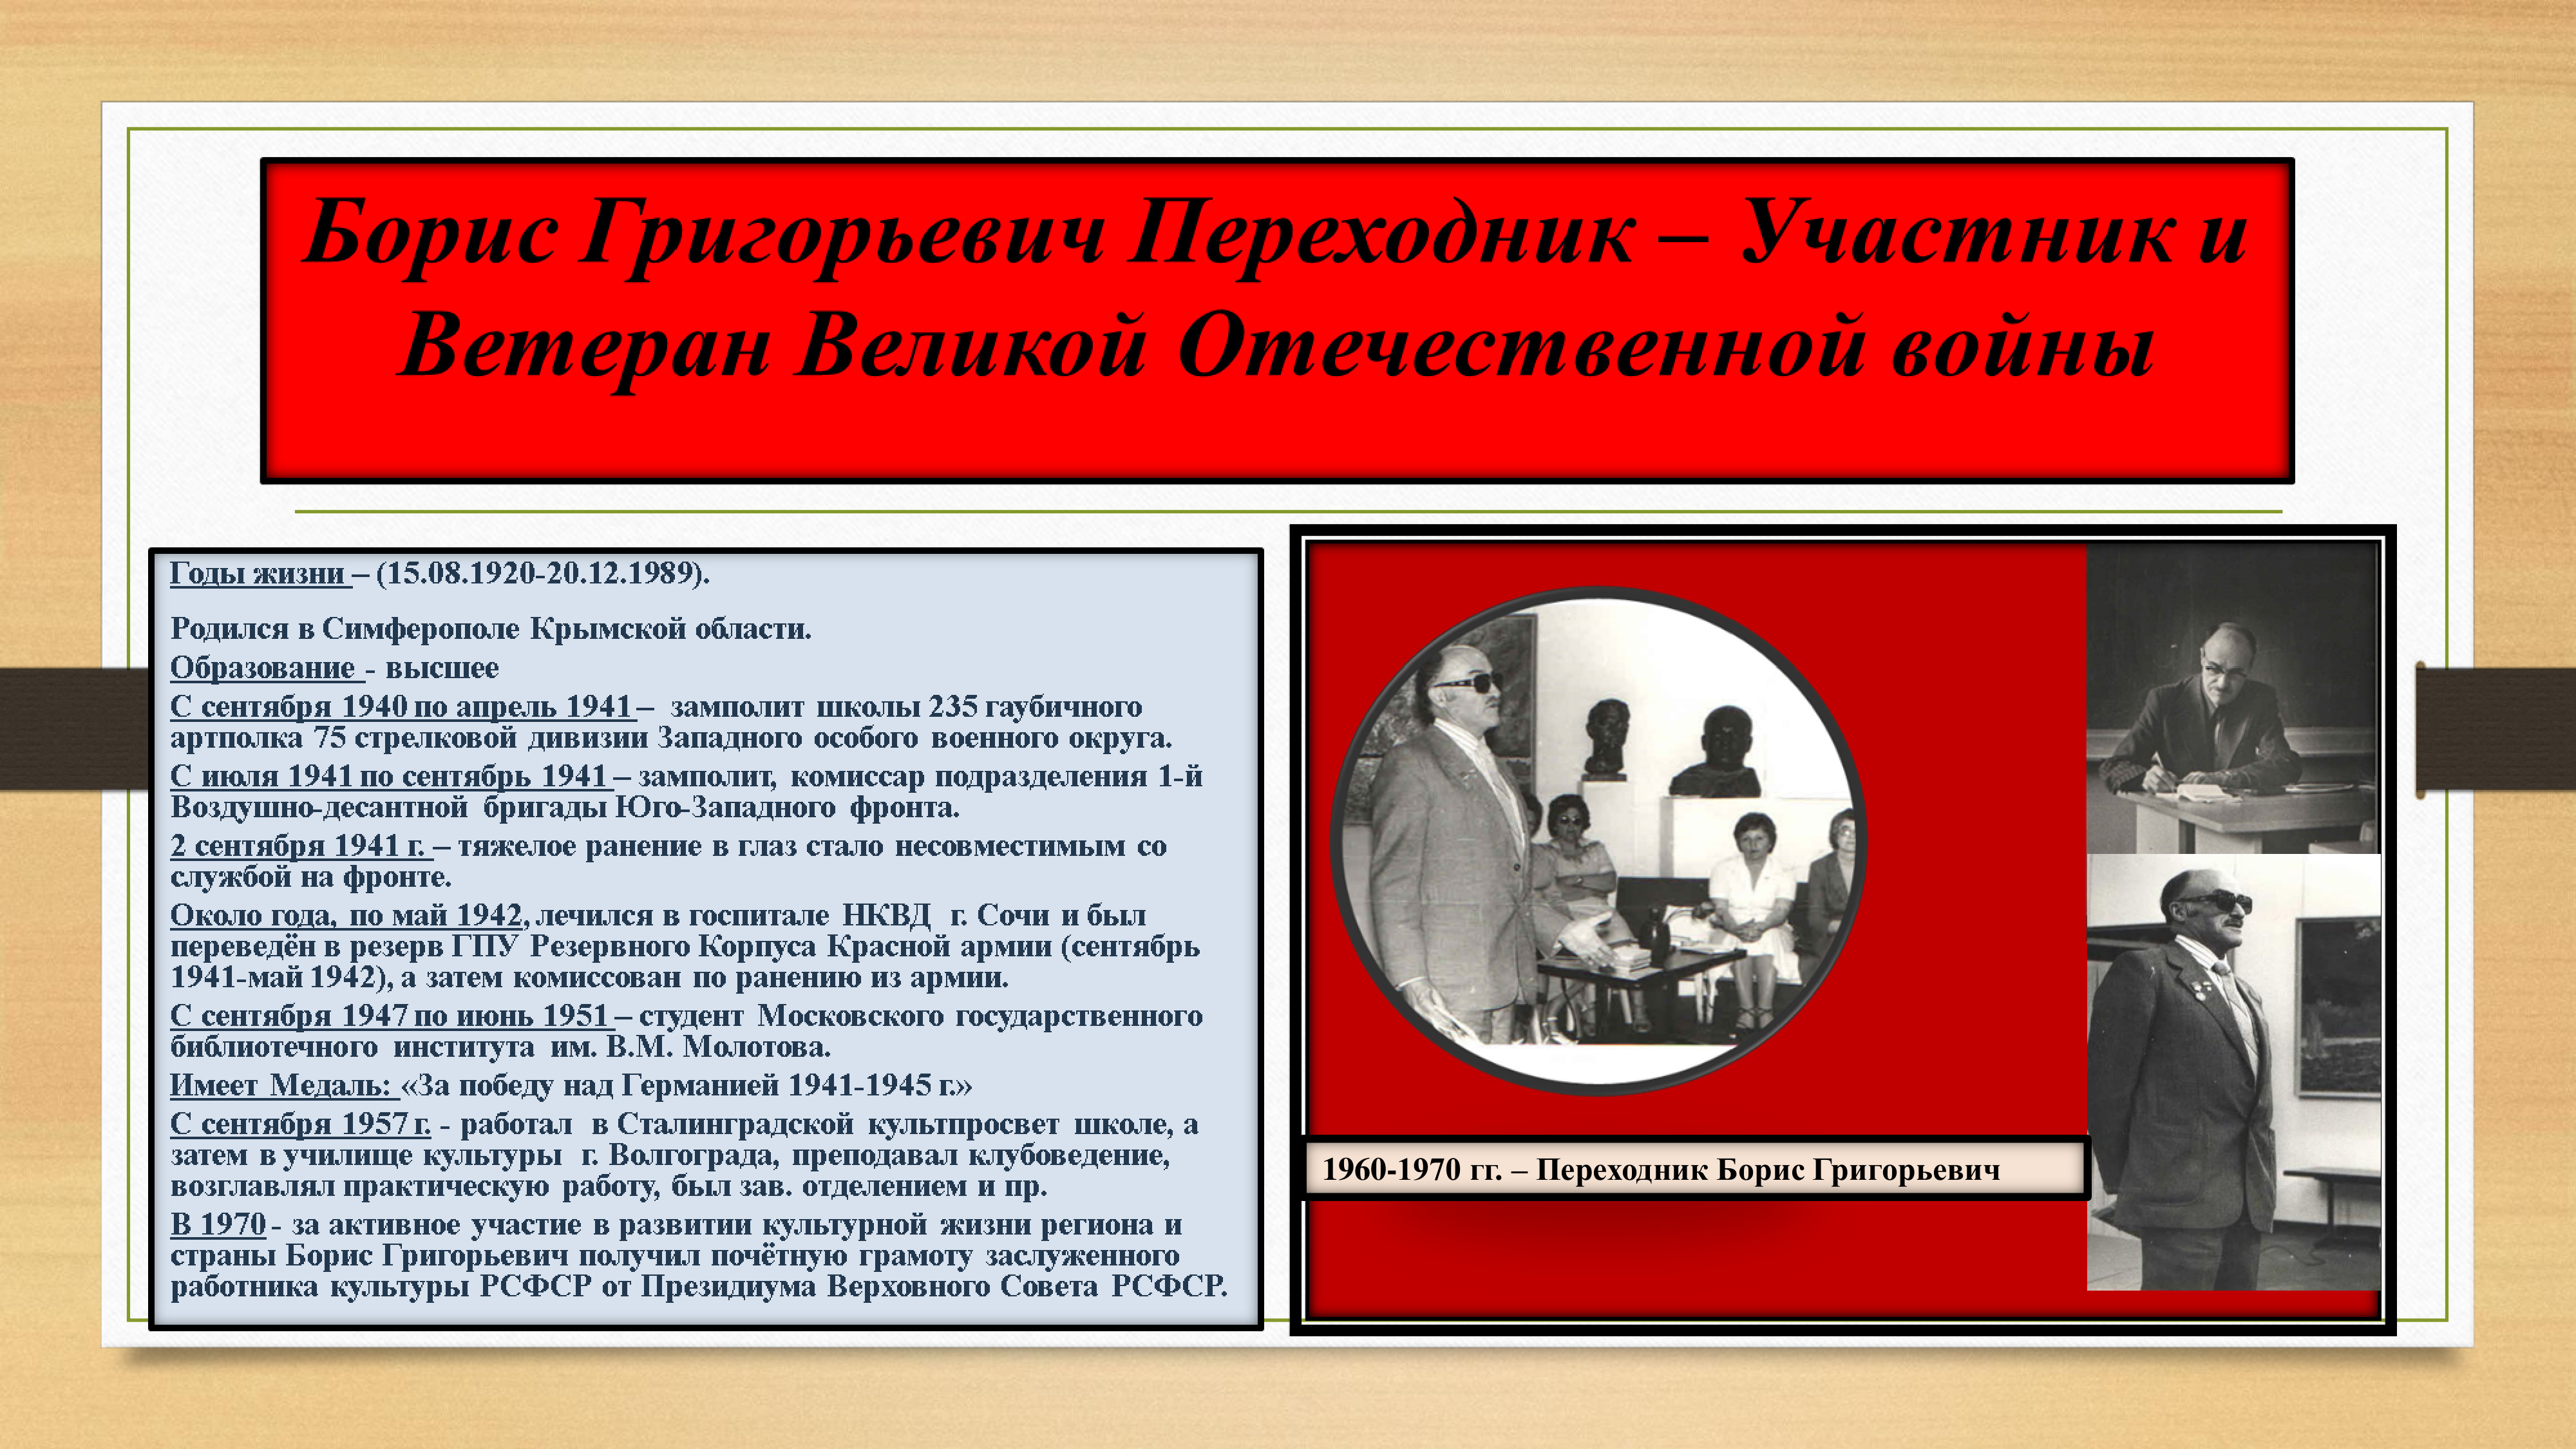 Борис Григорьевич Переходник – Участник и
Ветеран Великой Отечественной войны
Годы жизни – (15.08.1920-20.12.1989).
Родился в Симферополе Крымской области.
Образование - высшее
С сентября 1940 по апрель 1941 – замполит школы 235 гаубичного
артполка 75 стрелковой дивизии Западного особого военного округа.
С июля 1941 по сентябрь 1941 – замполит, комиссар подразделения 1-й
Воздушно-десантной бригады Юго-Западного фронта.
2 сентября 1941 г. – тяжелое ранение в глаз стало несовместимым со
службой на фронте.
Около года, по май 1942, лечился в госпитале НКВД г. Сочи и был
переведён в резерв ГПУ Резервного Корпуса Красной армии (сентябрь
1941-май 1942), а затем комиссован по ранению из армии.
С сентября 1947 по июнь 1951 – студент Московского государственного
библиотечного института им. В.М. Молотова.
Имеет Медаль: «За победу над Германией 1941-1945 г.»
С сентября 1957 г. - работал в Сталинградской культпросвет школе, а
затем в училище культуры г. Волгограда, преподавал клубоведение,
возглавлял практическую работу, был зав. отделением и пр.
В 1970 - за активное участие в развитии культурной жизни региона и
страны Борис Григорьевич получил почётную грамоту заслуженного
работника культуры РСФСР от Президиума Верховного Совета РСФСР.
1960-1970 гг. – Переходник Борис Григорьевич